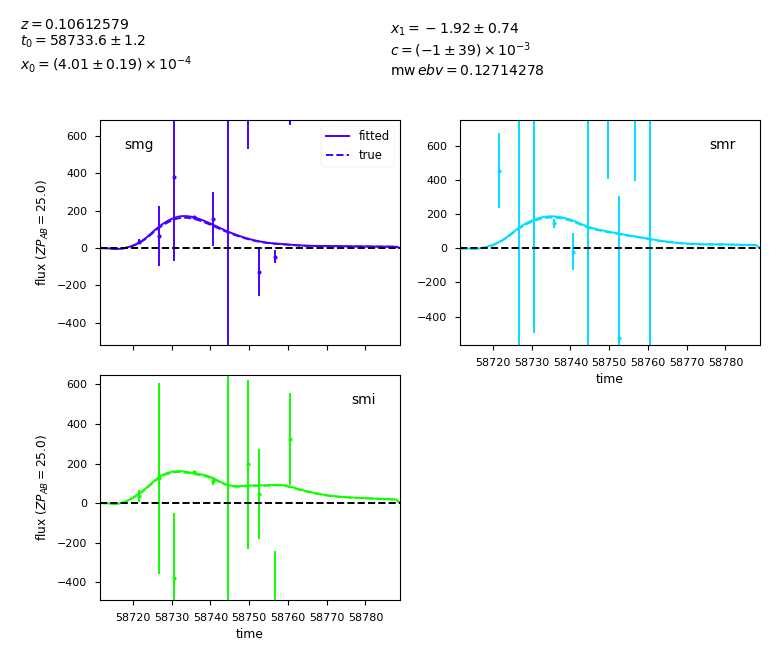 z = 0.10612579
t0 = 58733.6 ± 1.2
x0 = (4.01 ± 0.19) × 10^−4
x1 = −1.92 ± 0.74
c = (−1 ± 39) × 10^−3
mw ebv = 0.12714278
smg
fitted
true
600
400
200
0
−200
−400
flux (ZP_AB = 25.0)
smr
600
400
200
0
−200
−400
58720 58730 58740 58750 58760 58770 58780
time
smi
600
400
200
0
−200
−400
flux (ZP_AB = 25.0)
58720 58730 58740 58750 58760 58770 58780
time